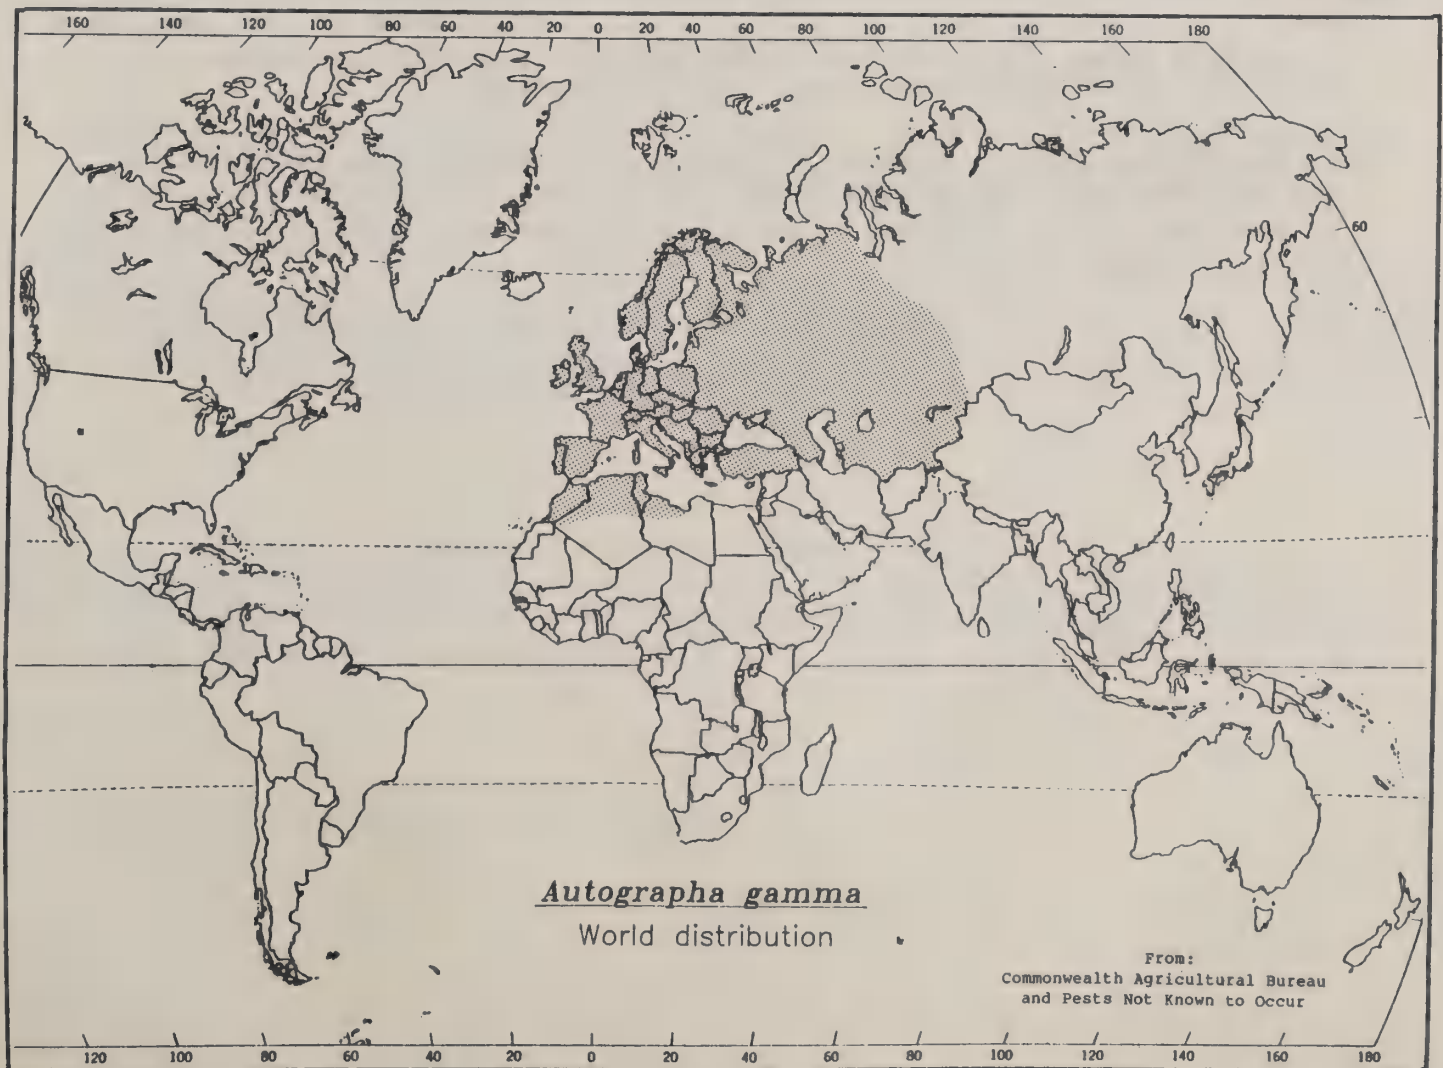 160 140 120 100 80 60 40 20 0 20 40 60 80 100 120 140 160 180
60
Autographa gamma
World distribution
From:
Commonwealth Agricultural Bureau
and Pests Not Known to Occur
120 100 80 60 40 20 0 20 40 60 80 100 120 140 160 180